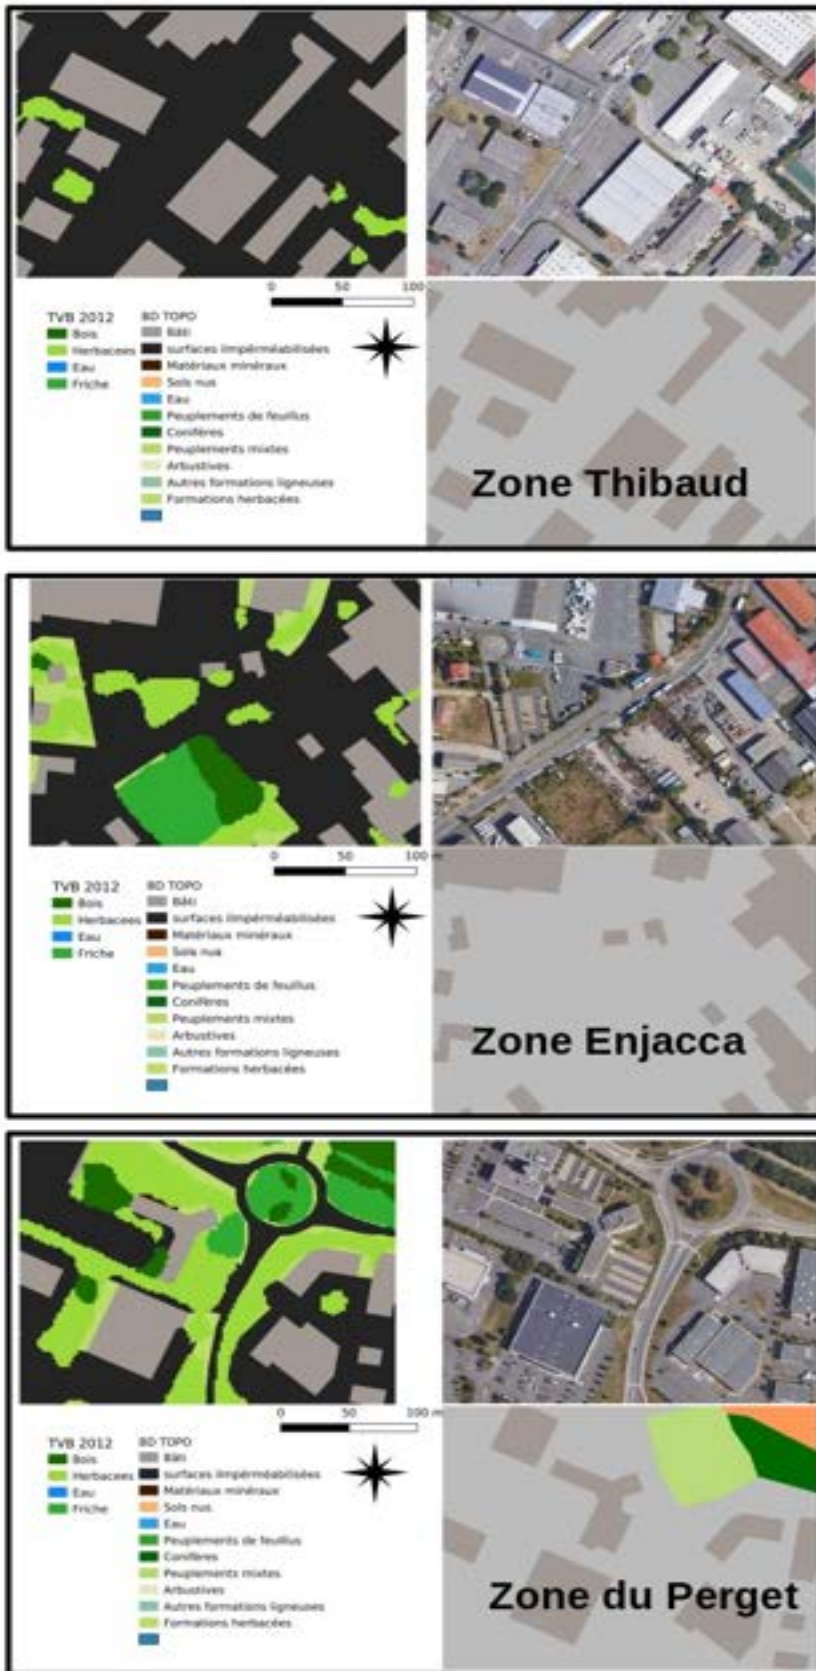 0 50 100
TVB 2012
Bois
Herbacees
Eau
Friche
BD TOPO
Bâti
surfaces iimpérméabilisées
Matériaux minéraux
Sols nus
Eau
Peuplements de feuillus
Conifères
Peuplements mixtes
Arbustives
Autres formations ligneuses
Formations herbacées
Zone Thibaud
0 50 100 m
TVB 2012
Bois
Herbacees
Eau
Friche
BD TOPO
Bâti
surfaces iimpérméabilisées
Matériaux minéraux
Sols nus
Eau
Peuplements de feuillus
Conifères
Peuplements mixtes
Arbustives
Autres formations ligneuses
Formations herbacées
Zone Enjacca
0 50 100 m
TVB 2012
Bois
Herbacees
Eau
Friche
BD TOPO
Bâti
surfaces iimpérméabilisées
Matériaux minéraux
Sols nus
Eau
Peuplements de feuillus
Conifères
Peuplements mixtes
Arbustives
Autres formations ligneuses
Formations herbacées
Zone du Perget